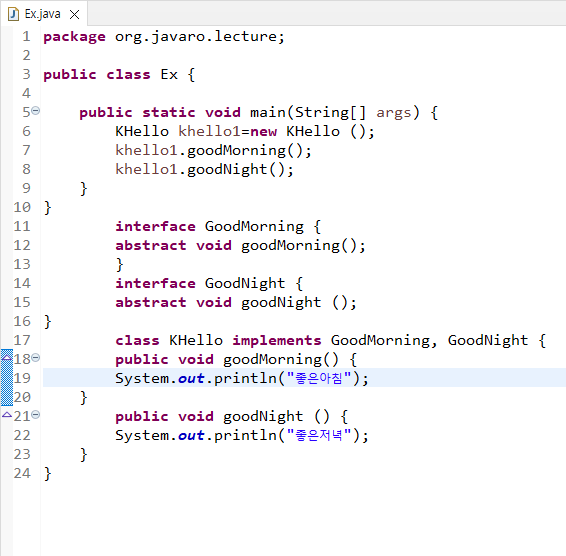 Ex.java
1 package org.javaro.lecture;
2
3 public class Ex {
4
5 public static void main(String[] args) {
6 KHello khello1=new KHello ();
7 khello1.goodMorning();
8 khello1.goodNight();
9 }
10 }
11 interface GoodMorning {
12 abstract void goodMorning();
13 }
14 interface GoodNight {
15 abstract void goodNight ();
16 }
17 class KHello implements GoodMorning, GoodNight {
18 public void goodMorning() {
19 System.out.println("좋은아침");
20 }
21 public void goodNight () {
22 System.out.println("좋은저녁");
23 }
24 }